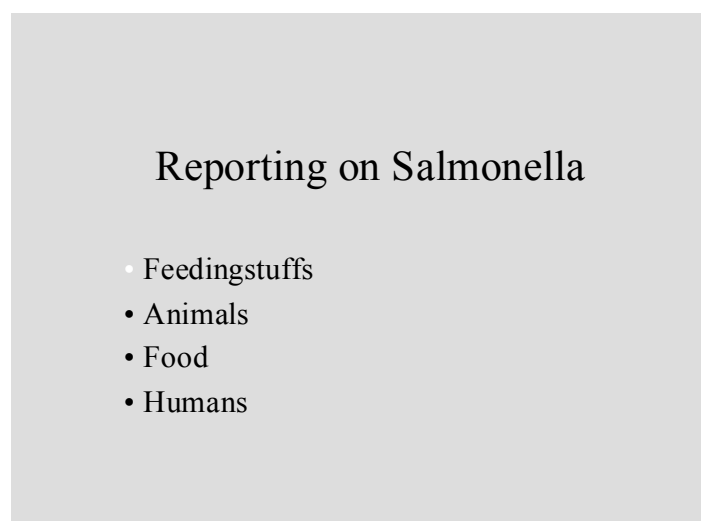 Reporting on Salmonella
• Feedingstuffs
• Animals
• Food
• Humans